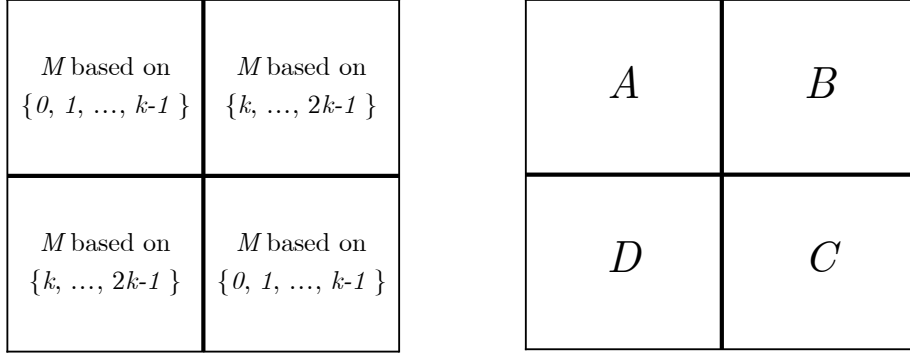 M based on
{0, 1, ..., k-1 }
M based on
{k, ..., 2k-1 }
M based on
{k, ..., 2k-1 }
M based on
{0, 1, ..., k-1 }
A
B
D
C